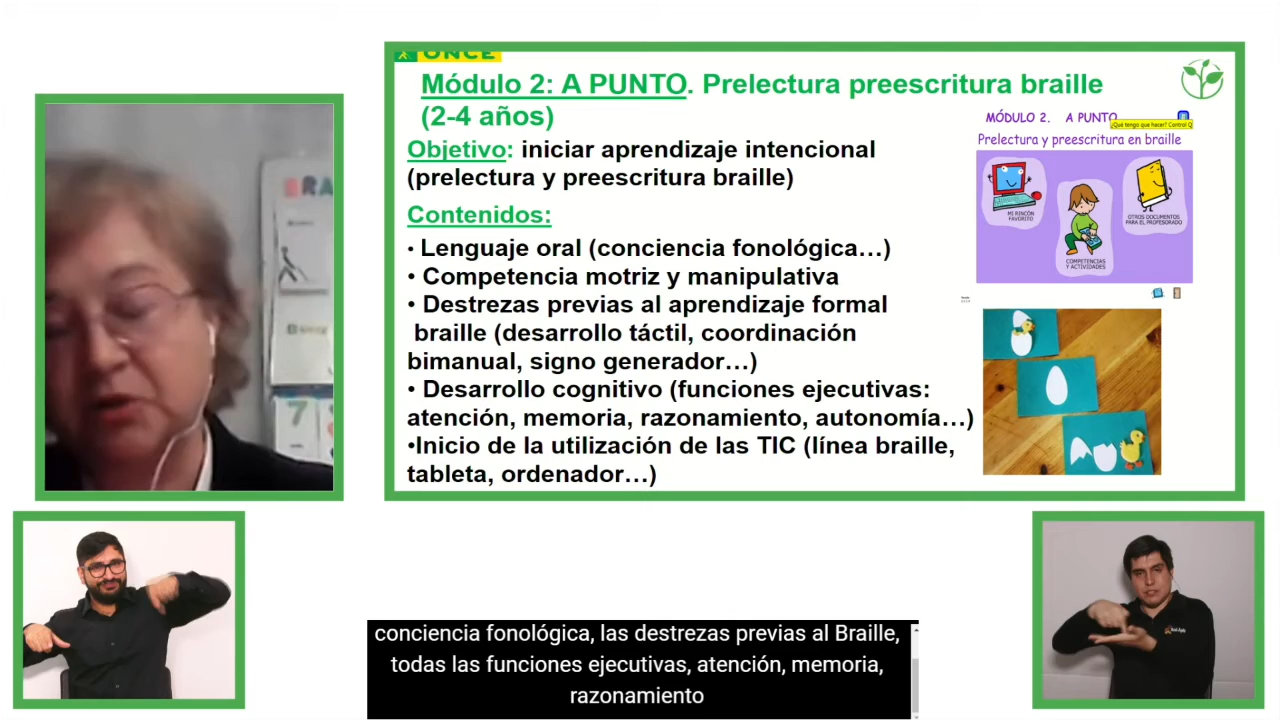 ONCE
Módulo 2: A PUNTO. Prelectura preescritura braille
(2-4 años)
Objetivo: iniciar aprendizaje intencional
(prelectura y preescritura braille)
Contenidos:
• Lenguaje oral (conciencia fonológica…)
• Competencia motriz y manipulativa
• Destrezas previas al aprendizaje formal
braille (desarrollo táctil, coordinación
bimanual, signo generador…)
• Desarrollo cognitivo (funciones ejecutivas:
atención, memoria, razonamiento, autonomía…)
•Inicio de la utilización de las TIC (línea braille,
tableta, ordenador…)
MÓDULO 2. A PUNTO
¿Qué tengo que hacer? Control Q
Prelectura y preescritura en braille
MI RINCÓN
FAVORITO
OTROS DOCUMENTOS
PARA EL PROFESORADO
COMPETENCIAS
Y ACTIVIDADES
BRA
7
conciencia fonológica, las destrezas previas al Braille,
todas las funciones ejecutivas, atención, memoria,
razonamiento